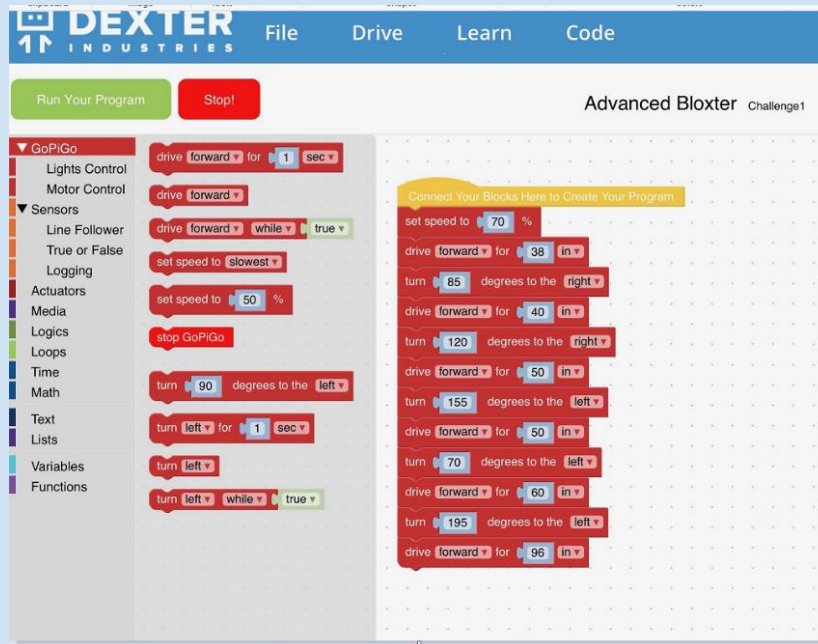 DEXTER
INDUSTRIES
File Drive Learn Code
Run Your Program Stop!
Advanced Bloxter Challenge1
GoPiGo
Lights Control
Motor Control
Sensors
Line Follower
True or False
Logging
Actuators
Media
Logics
Loops
Time
Math
Text
Lists
Variables
Functions
drive forward for 1 sec
drive forward
drive forward while true
set speed to slowest
set speed to 50 %
stop GoPiGo
turn 90 degrees to the left
turn left for 1 sec
turn left
turn left while true
Connect Your Blocks Here to Create Your Program
set speed to 70 %
drive forward for 38 in
turn 85 degrees to the right
drive forward for 40 in
turn 120 degrees to the right
drive forward for 50 in
turn 155 degrees to the left
drive forward for 50 in
turn 70 degrees to the left
drive forward for 60 in
turn 195 degrees to the left
drive forward for 96 in